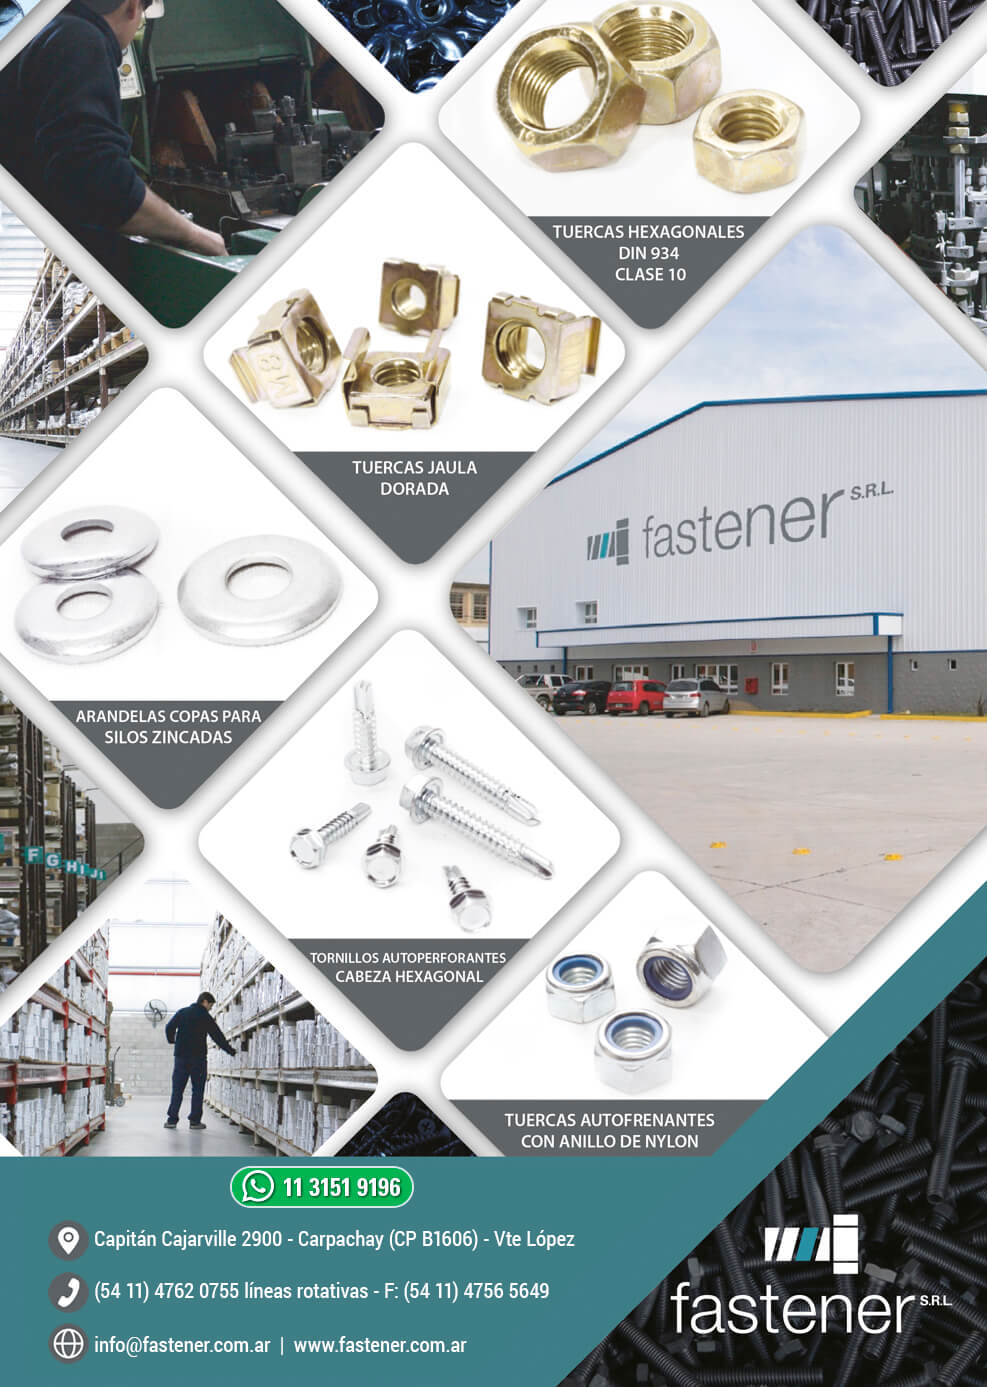 TUERCAS HEXAGONALES
DIN 934
CLASE 10
M8
TUERCAS JAULA
DORADA
fastener S.R.L.
ARANDELAS COPAS PARA
SILOS ZINCADAS
F G H I J
TORNILLOS AUTOPERFORANTES
CABEZA HEXAGONAL
TUERCAS AUTOFRENANTES
CON ANILLO DE NYLON
11 3151 9196
Capitán Cajarville 2900 - Carpachay (CP B1606) - Vte López
(54 11) 4762 0755 líneas rotativas - F: (54 11) 4756 5649
info@fastener.com.ar | www.fastener.com.ar
fastener S.R.L.